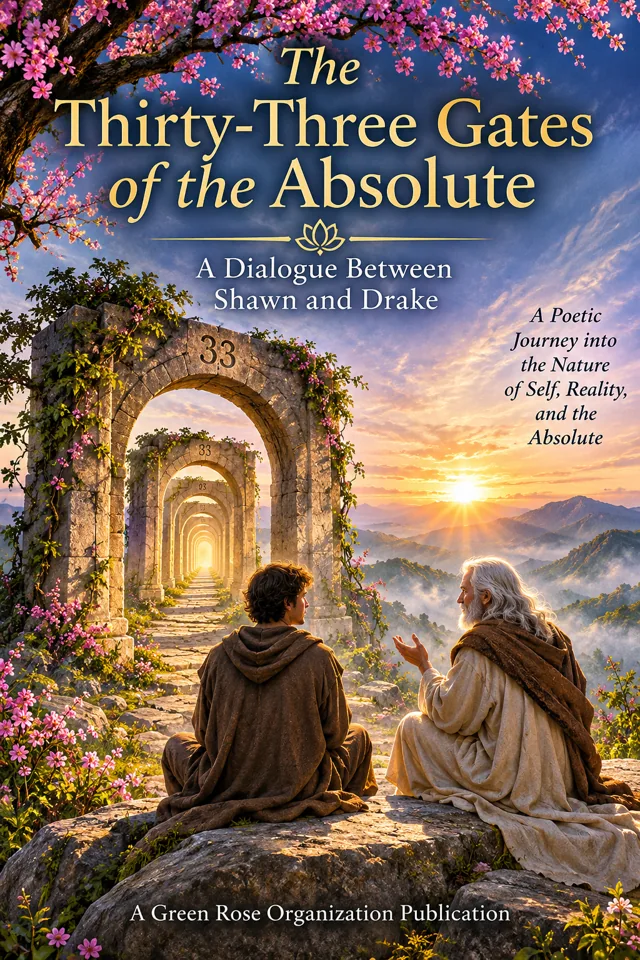 The
Thirty-Three Gates
of the Absolute
A Dialogue Between
Shawn and Drake
A Poetic
Journey into
the Nature
of Self, Reality,
and the
Absolute
33
33
A Green Rose Organization Publication